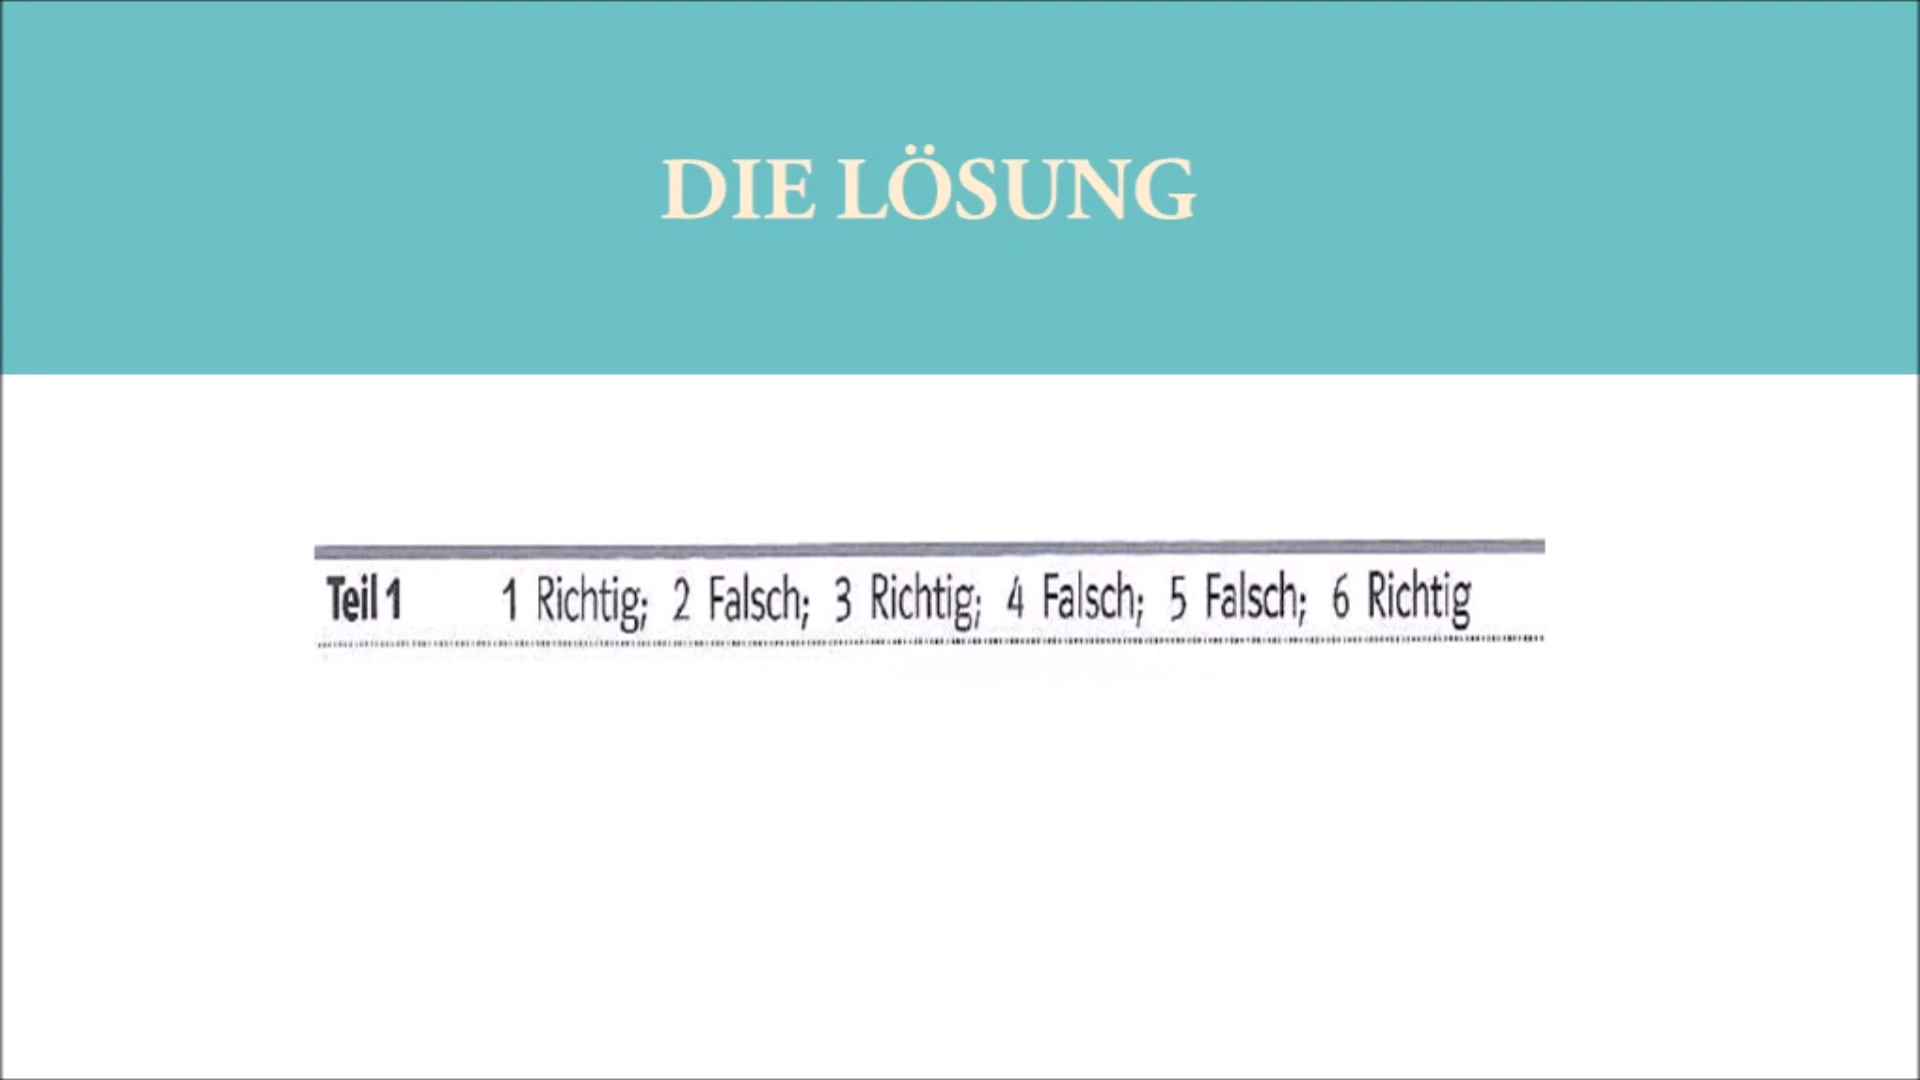 DIE LÖSUNG
Teil 1 1 Richtig; 2 Falsch; 3 Richtig; 4 Falsch; 5 Falsch; 6 Richtig